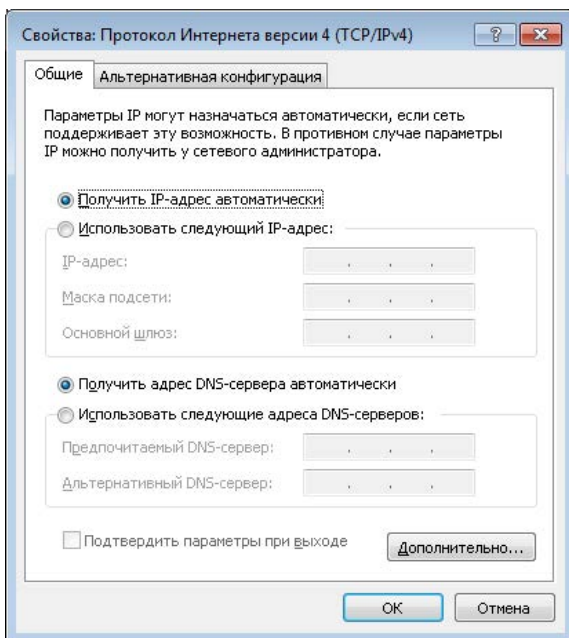 Свойства: Протокол Интернета версии 4 (TCP/IPv4)
Общие
Альтернативная конфигурация
Параметры IP могут назначаться автоматически, если сеть
поддерживает эту возможность. В противном случае параметры
IP можно получить у сетевого администратора.
Получить IP-адрес автоматически
Использовать следующий IP-адрес:
IP-адрес:
Маска подсети:
Основной шлюз:
Получить адрес DNS-сервера автоматически
Использовать следующие адреса DNS-серверов:
Предпочитаемый DNS-сервер:
Альтернативный DNS-сервер:
Подтвердить параметры при выходе
Дополнительно...
ОК
Отмена